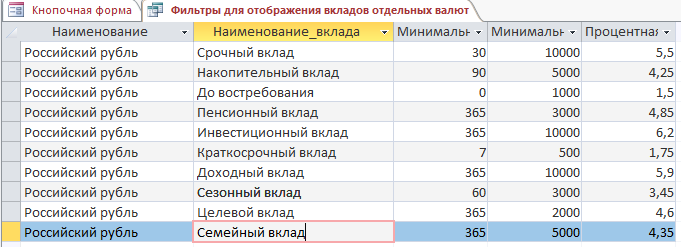 Кнопочная форма Фильтры для отображения вкладов отдельных валют
Наименование Наименование_вклада Минимальн Минимальн Процентная
Российский рубль Срочный вклад 30 10000 5,5
Российский рубль Накопительный вклад 90 5000 4,25
Российский рубль До востребования 0 1000 1,5
Российский рубль Пенсионный вклад 365 3000 4,85
Российский рубль Инвестиционный вклад 365 10000 6,2
Российский рубль Краткосрочный вклад 7 500 1,75
Российский рубль Доходный вклад 365 10000 5,9
Российский рубль Сезонный вклад 60 3000 3,45
Российский рубль Целевой вклад 365 2000 4,6
Российский рубль Семейный вклад 365 5000 4,35